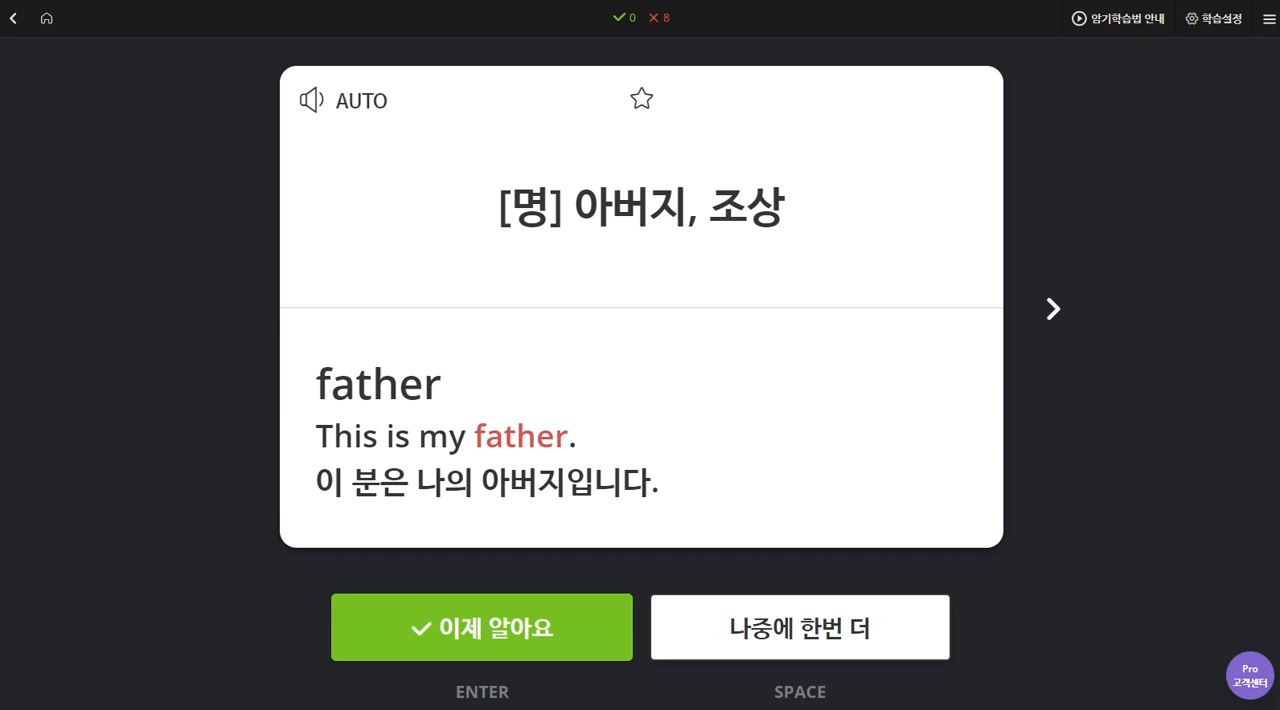 0 8
암기학습법 안내 학습설정
AUTO
[명] 아버지, 조상
father
This is my father.
이 분은 나의 아버지입니다.
이제 알아요
나중에 한번 더
ENTER
SPACE
Pro
고객센터